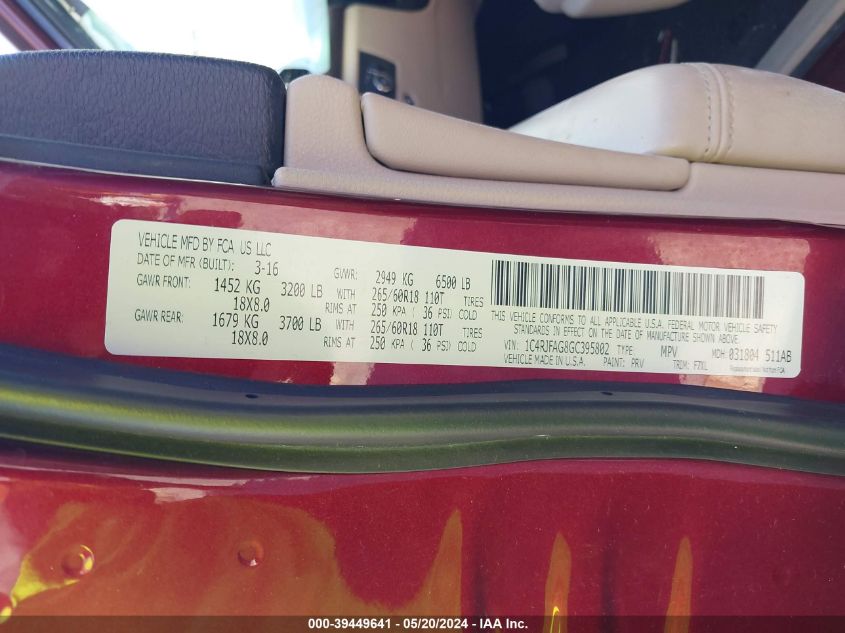 VEHICLE MFD BY FCA US LLC
DATE OF MFR (BUILT): 3-16 GVWR: 2949 KG 6500 LB
GAWR FRONT: 1452 KG 3200 LB WITH 265/60R18 110T TIRES
18X8.0 RIMS AT 250 KPA ( 36 PSI) COLD
GAWR REAR: 1679 KG 3700 LB WITH 265/60R18 110T TIRES
18X8.0 RIMS AT 250 KPA ( 36 PSI) COLD
THIS VEHICLE CONFORMS TO ALL APPLICABLE U.S.A. FEDERAL MOTOR VEHICLE SAFETY
STANDARDS IN EFFECT ON THE DATE OF MANUFACTURE SHOWN ABOVE.
VIN: 1C4RJFAG8GC395802 TYPE: MPV MDH: 031804 511AB
VEHICLE MADE IN U.S.A. PAINT: PRV TRIM:
000-39449641 - 05/20/2024 - IAA Inc.